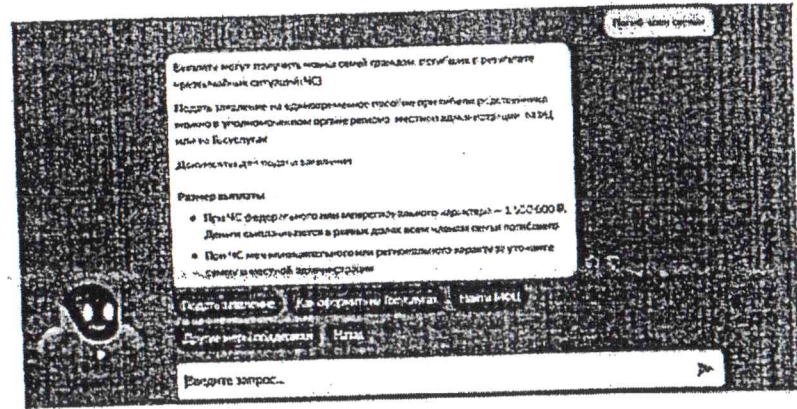 Погиб член семьи
Выплату могут получить члены семей граждан, погибших в результате
чрезвычайных ситуаций (ЧС)
Подать заявление на единовременное пособие при гибели родственника
можно в уполномоченном органе региона, местной администрации,
или на Госуслугах
Документы для подачи заявления
Размер выплаты
• При ЧС федерального или межрегионального характера —
Деньги выплачиваются в равных долях всем членам семьи погибшего
• При ЧС межмуниципального или регионального характера уточните
сумму в местной администрации
Подать заявление
Как оформить на Госуслугах
Найти МФЦ
Другие меры поддержки
Назад
Введите запрос...